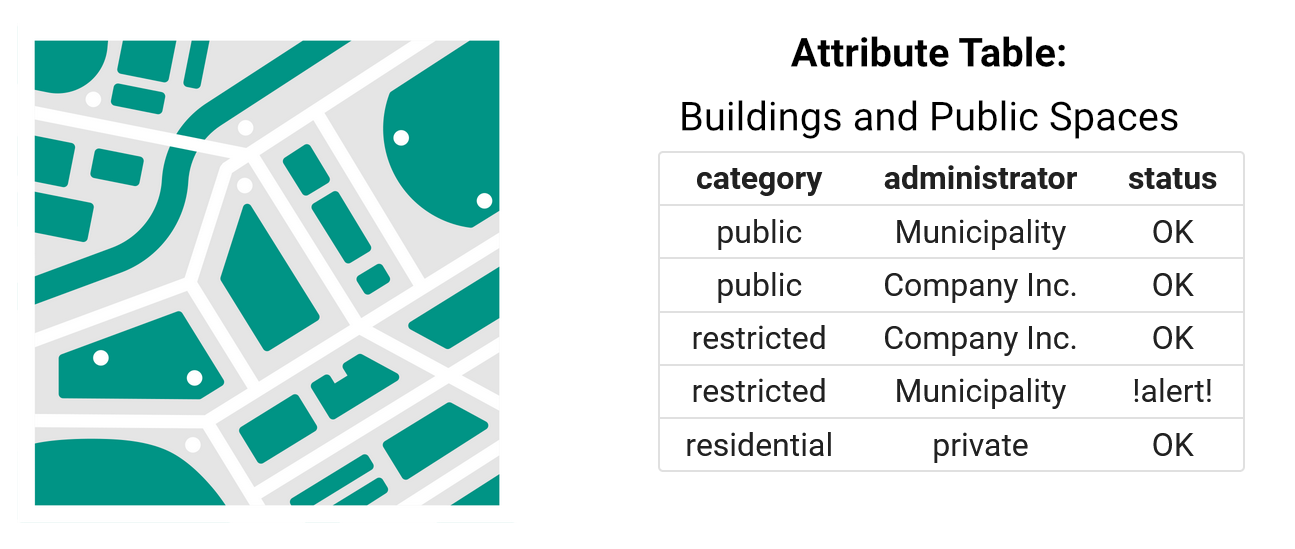 Attribute Table:
Buildings and Public Spaces
category administrator status
public Municipality OK
public Company Inc. OK
restricted Company Inc. OK
restricted Municipality !alert!
residential private OK